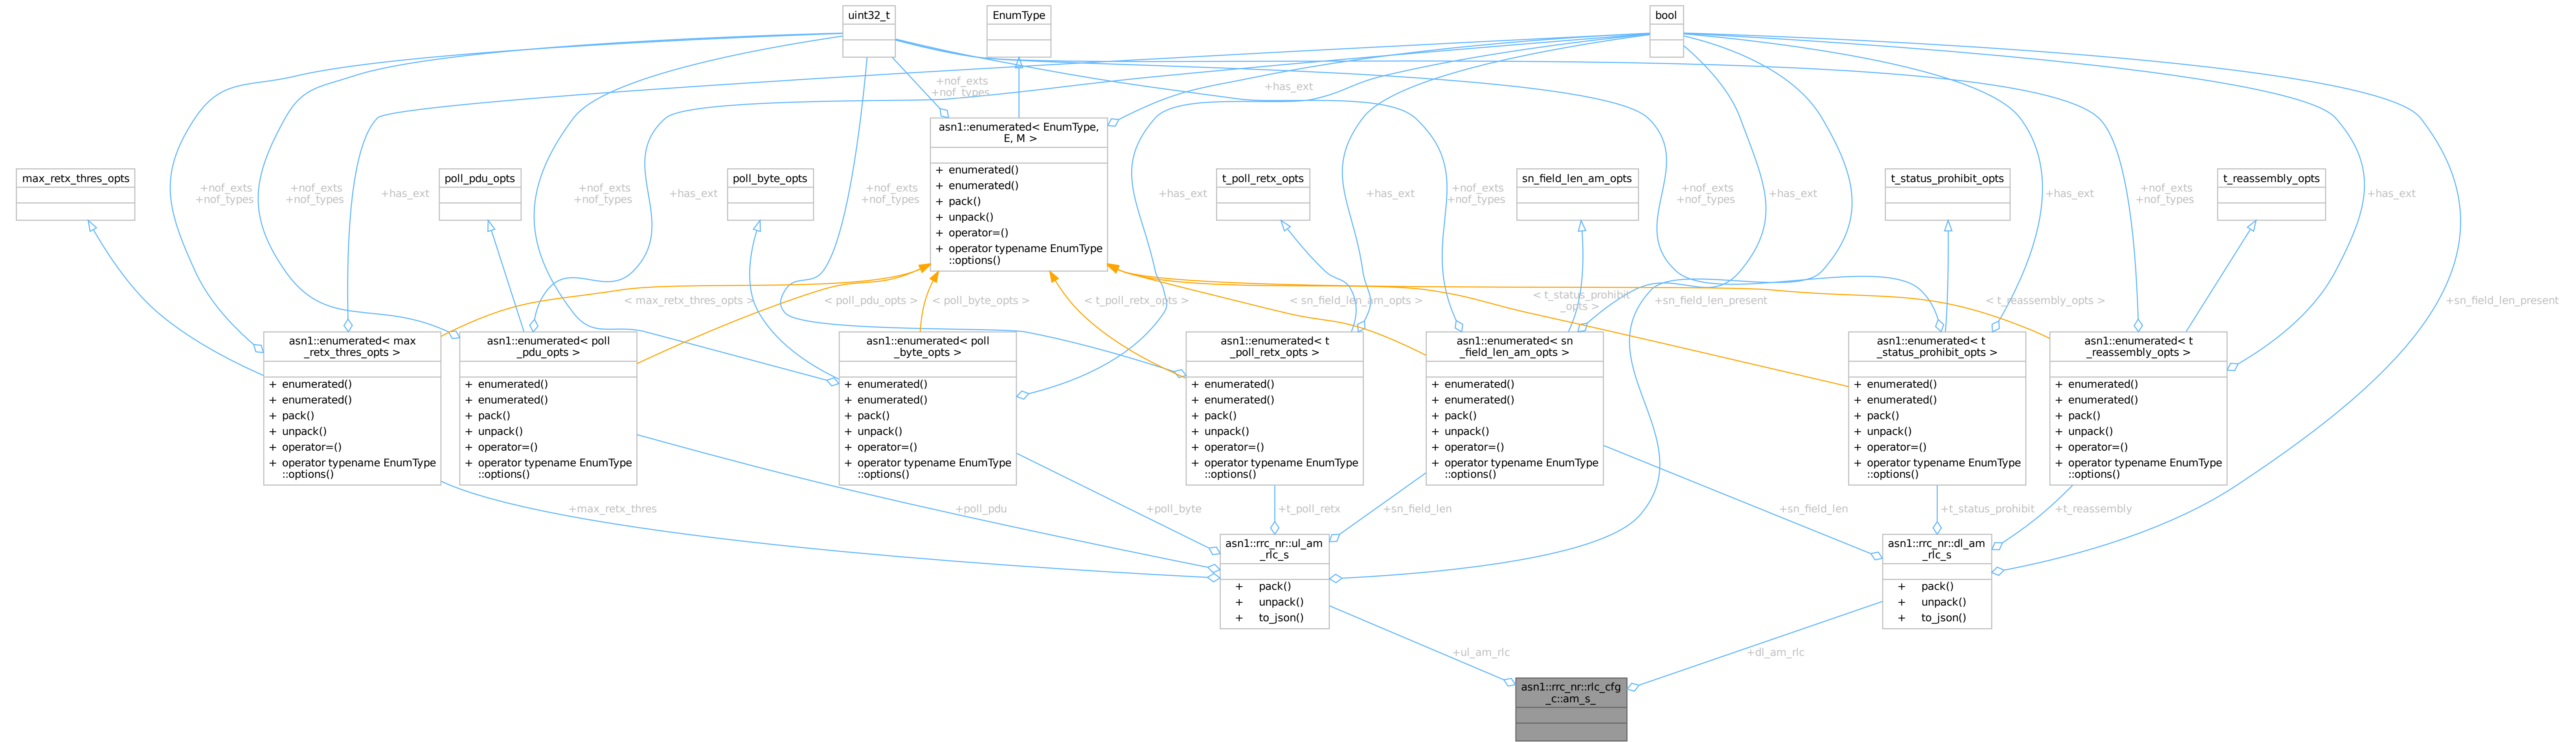 uint32_t
EnumType
bool
+nof_exts
+nof_types
+has_ext
asn1::enumerated< EnumType,
E, M >
+ enumerated()
+ enumerated()
+ pack()
+ unpack()
+ operator=()
+ operator typename EnumType
::options()
max_retx_thres_opts
+nof_exts
+nof_types
+nof_exts
+nof_types
+has_ext
poll_pdu_opts
+nof_exts
+nof_types
+has_ext
poll_byte_opts
+nof_exts
+nof_types
+has_ext
t_poll_retx_opts
+has_ext
+nof_exts
+nof_types
sn_field_len_am_opts
+nof_exts
+nof_types
+has_ext
t_status_prohibit_opts
+has_ext
+nof_exts
+nof_types
t_reassembly_opts
+has_ext
< max_retx_thres_opts >
< poll_pdu_opts >
< poll_byte_opts >
< t_poll_retx_opts >
< sn_field_len_am_opts >
< t_status_prohibit
_opts >
+sn_field_len_present
< t_reassembly_opts >
+sn_field_len_present
asn1::enumerated< max
_retx_thres_opts >
+ enumerated()
+ enumerated()
+ pack()
+ unpack()
+ operator=()
+ operator typename EnumType
::options()
asn1::enumerated< poll
_pdu_opts >
+ enumerated()
+ enumerated()
+ pack()
+ unpack()
+ operator=()
+ operator typename EnumType
::options()
asn1::enumerated< poll
_byte_opts >
+ enumerated()
+ enumerated()
+ pack()
+ unpack()
+ operator=()
+ operator typename EnumType
::options()
asn1::enumerated< t
_poll_retx_opts >
+ enumerated()
+ enumerated()
+ pack()
+ unpack()
+ operator=()
+ operator typename EnumType
::options()
asn1::enumerated< sn
_field_len_am_opts >
+ enumerated()
+ enumerated()
+ pack()
+ unpack()
+ operator=()
+ operator typename EnumType
::options()
asn1::enumerated< t
_status_prohibit_opts >
+ enumerated()
+ enumerated()
+ pack()
+ unpack()
+ operator=()
+ operator typename EnumType
::options()
asn1::enumerated< t
_reassembly_opts >
+ enumerated()
+ enumerated()
+ pack()
+ unpack()
+ operator=()
+ operator typename EnumType
::options()
+max_retx_thres
+poll_pdu
+poll_byte
+t_poll_retx
+sn_field_len
+sn_field_len
+t_status_prohibit
+t_reassembly
asn1::rrc_nr::ul_am
_rlc_s
+ pack()
+ unpack()
+ to_json()
asn1::rrc_nr::dl_am
_rlc_s
+ pack()
+ unpack()
+ to_json()
+ul_am_rlc
+dl_am_rlc
asn1::rrc_nr::rlc_cfg
_c::am_s_